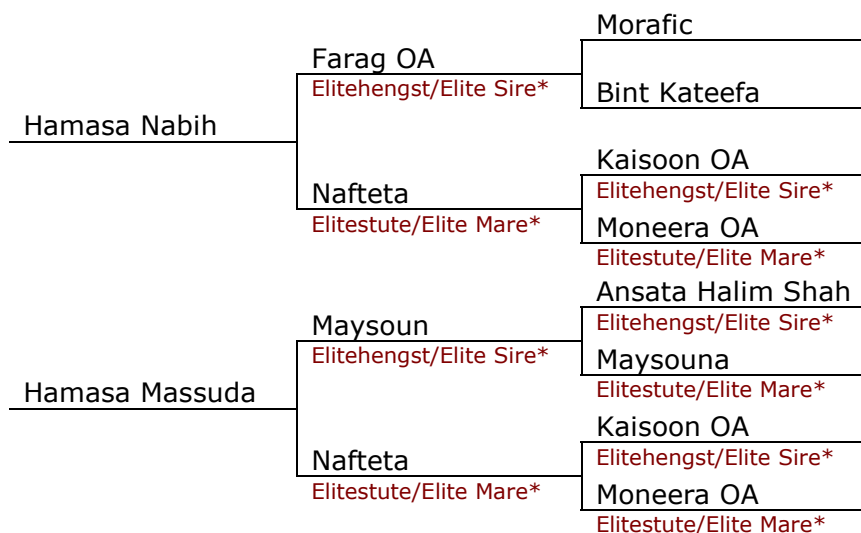 Morafic
Farag OA
Elitehengst/Elite Sire*
Bint Kateefa
Hamasa Nabih
Kaisoon OA
Elitehengst/Elite Sire*
Nafteta
Elitestute/Elite Mare*
Moneera OA
Elitestute/Elite Mare*
Ansata Halim Shah
Elitehengst/Elite Sire*
Maysoun
Elitehengst/Elite Sire*
Maysouna
Elitestute/Elite Mare*
Hamasa Massuda
Kaisoon OA
Elitehengst/Elite Sire*
Nafteta
Elitestute/Elite Mare*
Moneera OA
Elitestute/Elite Mare*